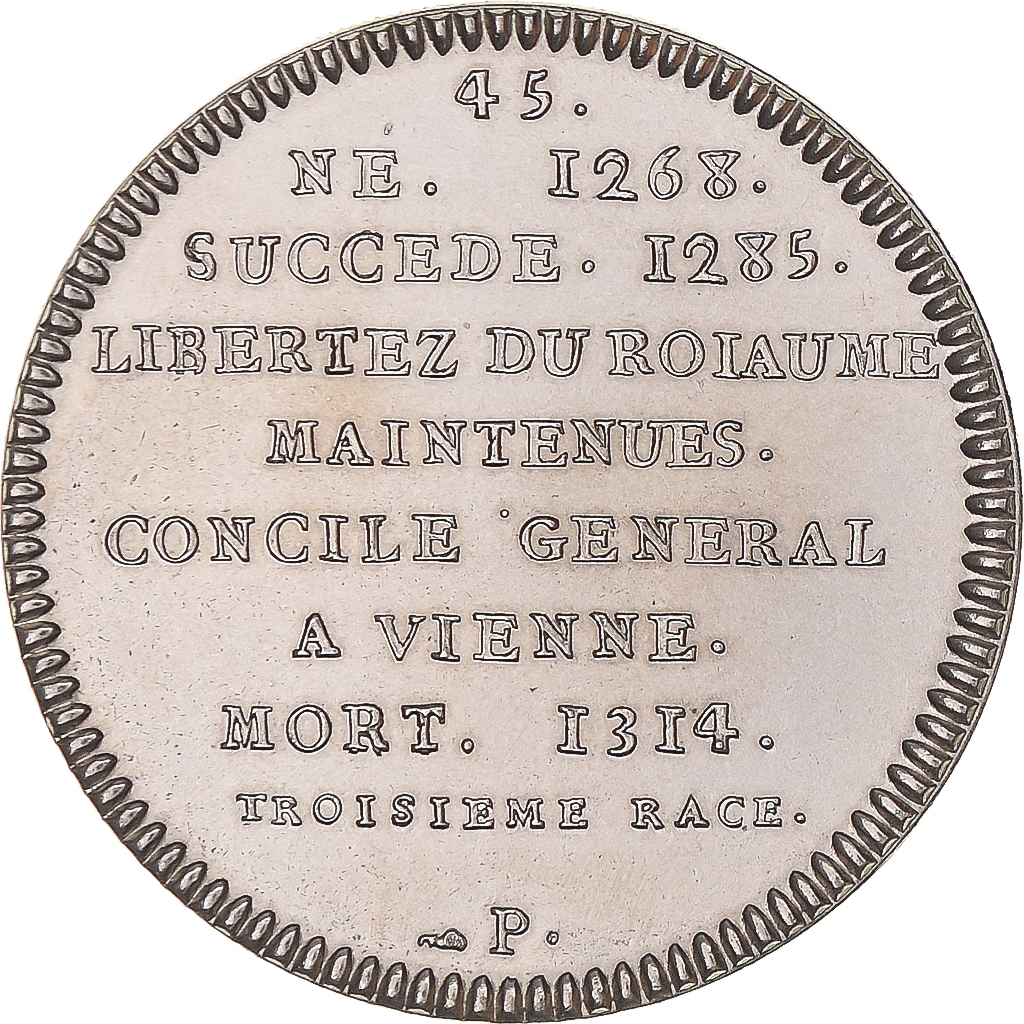 45.
NE. 1268.
SUCCEDE. 1285.
LIBERTEZ DU ROIAUME
MAINTENUES.
CONCILE GENERAL
A VIENNE.
MORT. 1314.
TROISIEME RACE.
P.